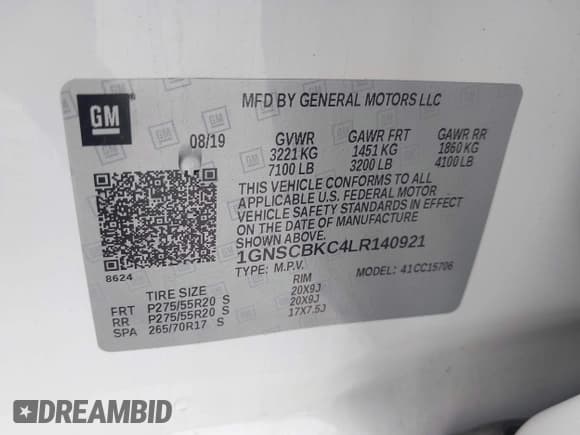 GM
MFD BY GENERAL MOTORS LLC
08/19 GVWR GAWR FRT GAWR RR
3221 KG 1451 KG 1860 KG
7100 LB 3200 LB 4100 LB
THIS VEHICLE CONFORMS TO ALL
APPLICABLE U.S. FEDERAL MOTOR
VEHICLE SAFETY STANDARDS IN EFFECT
ON THE DATE OF MANUFACTURE
SHOWN ABOVE.
1GNSCBKC4LR140921
8624
TYPE: M.P.V. MODEL: 41CC15706
TIRE SIZE RIM
FRT P275/55R20 S 20X9J
RR P275/55R20 S 20X9J
SPA 265/70R17 S 17X7.5J
DREAMBID